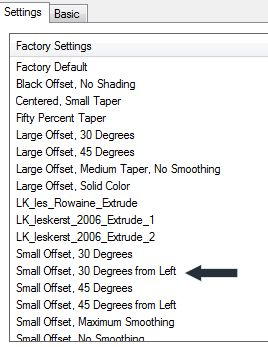 Settings
Basic
Factory Settings
Factory Default
Black Offset, No Shading
Centered, Small Taper
Fifty Percent Taper
Large Offset, 30 Degrees
Large Offset, 45 Degrees
Large Offset, Medium Taper, No Smoothing
Large Offset, Solid Color
LK_les_Rowaine_Extrude
LK_leskerst_2006_Extrude_1
LK_leskerst_2006_Extrude_2
Small Offset, 30 Degrees
Small Offset, 30 Degrees from Left
Small Offset, 45 Degrees
Small Offset, 45 Degrees from Left
Small Offset, Maximum Smoothing
Small Offset, No Smoothing